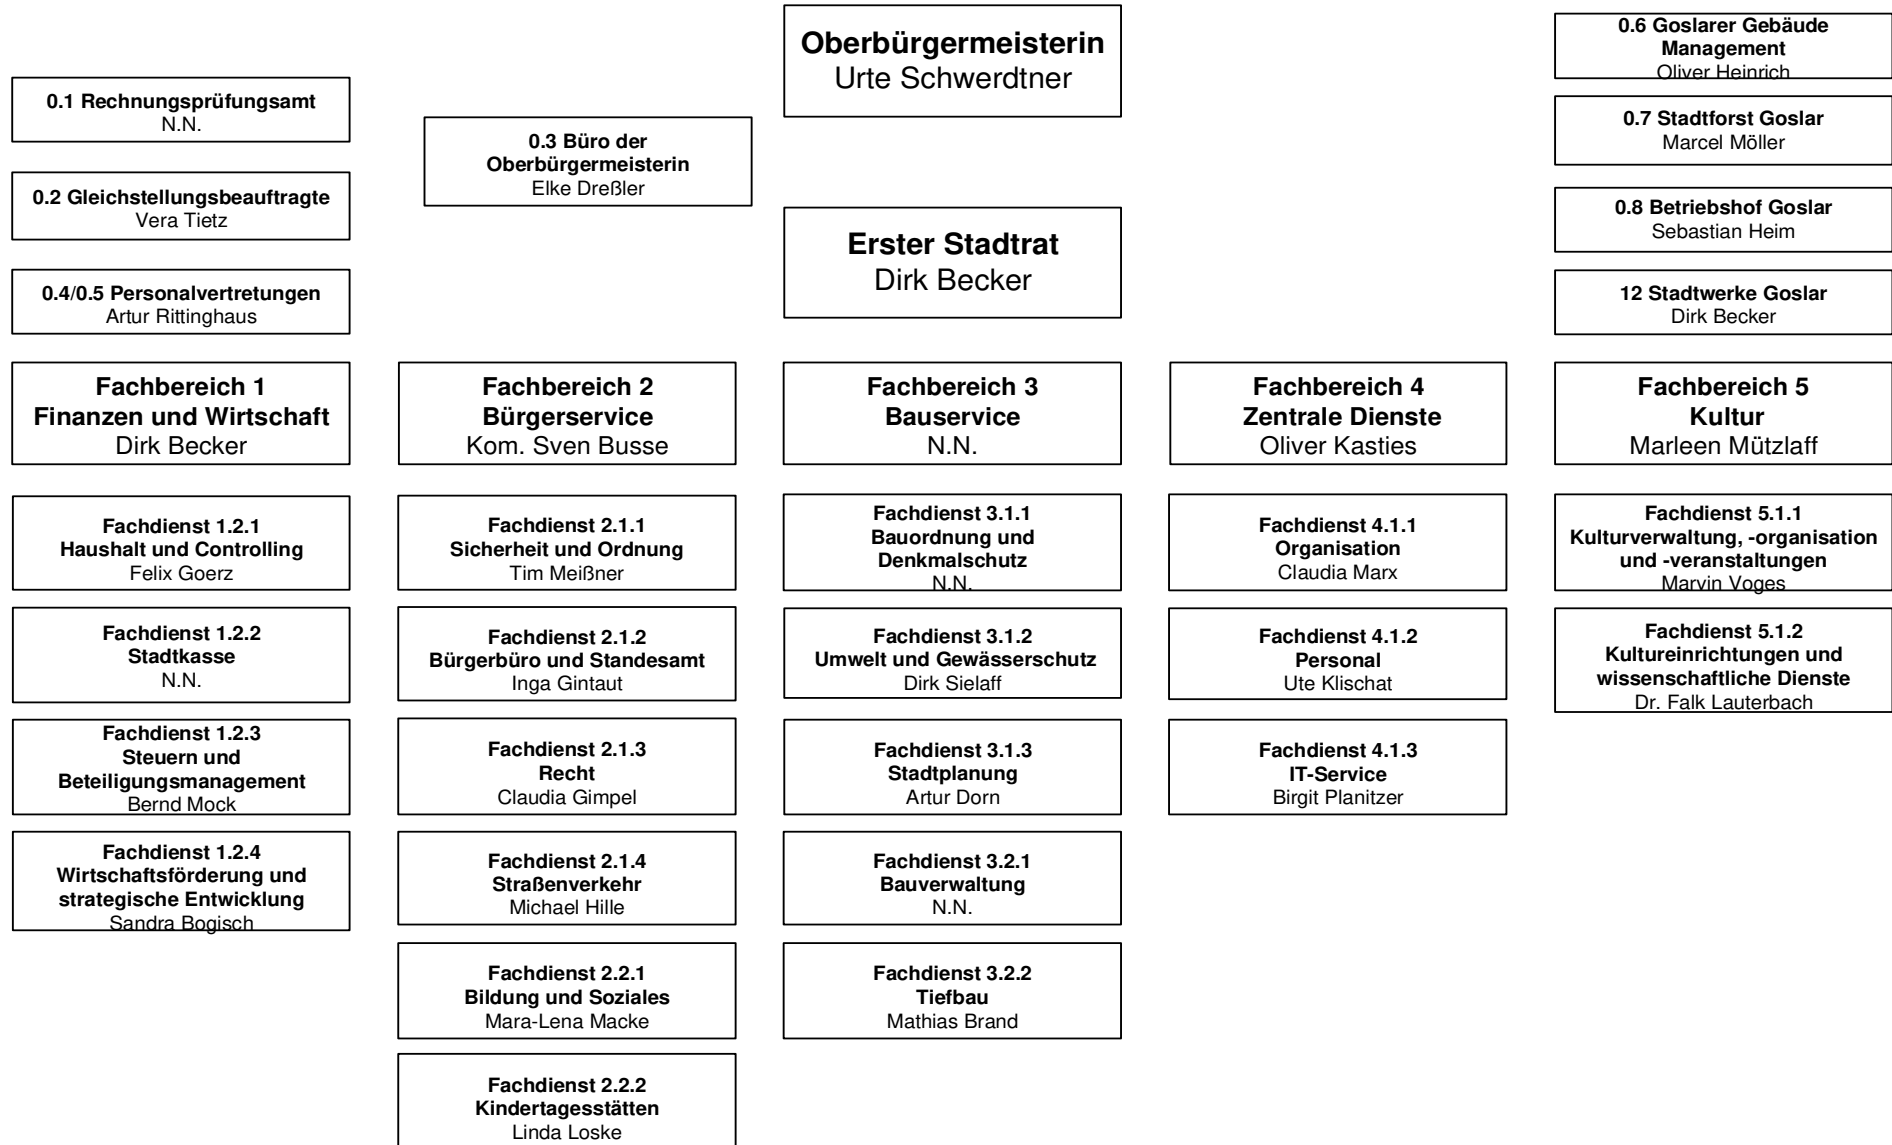 Oberbürgermeisterin
Urte Schwerdtner
0.1 Rechnungsprüfungsamt
N.N.
0.2 Gleichstellungsbeauftragte
Vera Tietz
0.4/0.5 Personalvertretungen
Artur Rittinghaus
0.3 Büro der
Oberbürgermeisterin
Elke Dreßler
Erster Stadtrat
Dirk Becker
0.6 Goslarer Gebäude
Management
Oliver Heinrich
0.7 Stadtforst Goslar
Marcel Möller
0.8 Betriebshof Goslar
Sebastian Heim
12 Stadtwerke Goslar
Dirk Becker
Fachbereich 1
Finanzen und Wirtschaft
Dirk Becker
Fachdienst 1.2.1
Haushalt und Controlling
Felix Goerz
Fachdienst 1.2.2
Stadtkasse
N.N.
Fachdienst 1.2.3
Steuern und
Beteiligungsmanagement
Bernd Mock
Fachdienst 1.2.4
Wirtschaftsförderung und
strategische Entwicklung
Sandra Bogisch
Fachbereich 2
Bürgerservice
Kom. Sven Busse
Fachdienst 2.1.1
Sicherheit und Ordnung
Tim Meißner
Fachdienst 2.1.2
Bürgerbüro und Standesamt
Inga Gintaut
Fachdienst 2.1.3
Recht
Claudia Gimpel
Fachdienst 2.1.4
Straßenverkehr
Michael Hille
Fachdienst 2.2.1
Bildung und Soziales
Mara-Lena Macke
Fachdienst 2.2.2
Kindertagesstätten
Linda Loske
Fachbereich 3
Bauservice
N.N.
Fachdienst 3.1.1
Bauordnung und
Denkmalschutz
N.N.
Fachdienst 3.1.2
Umwelt und Gewässerschutz
Dirk Sielaff
Fachdienst 3.1.3
Stadtplanung
Artur Dorn
Fachdienst 3.2.1
Bauverwaltung
N.N.
Fachdienst 3.2.2
Tiefbau
Mathias Brand
Fachbereich 4
Zentrale Dienste
Oliver Kasties
Fachdienst 4.1.1
Organisation
Claudia Marx
Fachdienst 4.1.2
Personal
Ute Klischat
Fachdienst 4.1.3
IT-Service
Birgit Planitzer
Fachbereich 5
Kultur
Marleen Mützlaff
Fachdienst 5.1.1
Kulturverwaltung, -organisation
und -veranstaltungen
Marvin Voges
Fachdienst 5.1.2
Kultureinrichtungen und
wissenschaftliche Dienste
Dr. Falk Lauterbach